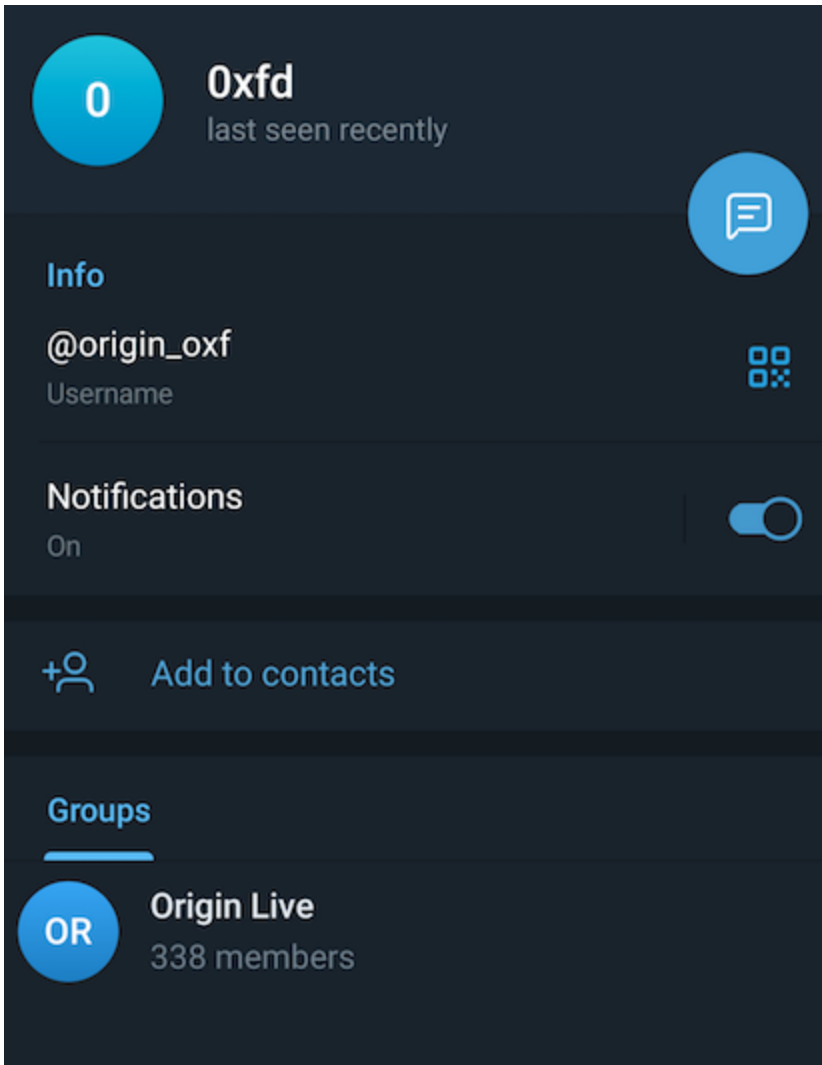 0
0xfd
last seen recently
Info
@origin_oxf
Username
Notifications
On
Add to contacts
Groups
OR
Origin Live
338 members